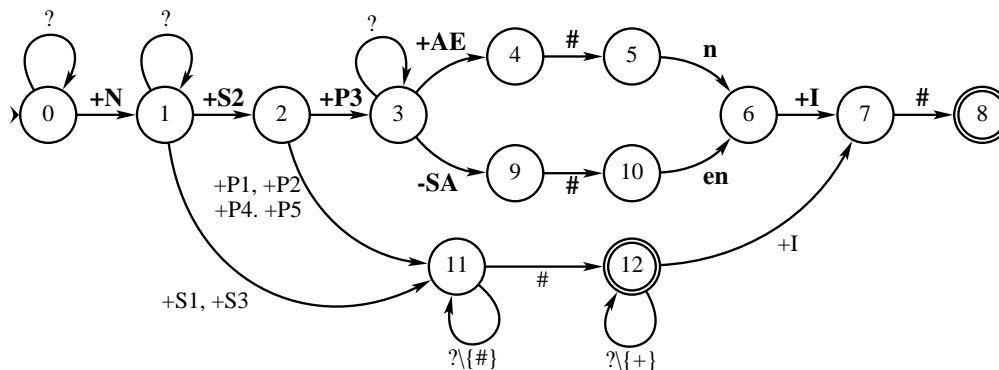 ? ? ?
+AE # n
0 +N 1 +S2 2 +P3 3 4 5 6 +I 7 # 8
-SA 9 # 10 en
+P1, +P2
+P4. +P5
11 # 12 +I
+S1, +S3
?\{#} ?\{+}